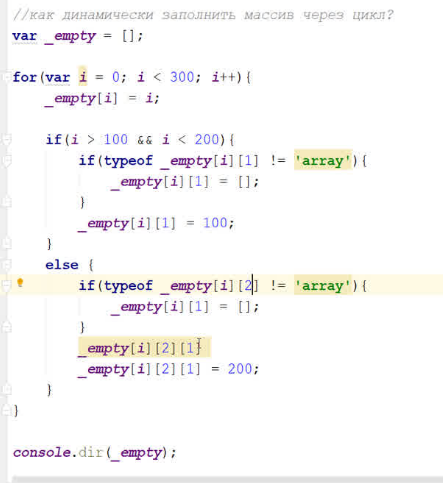 //как динамически заполнить массив через цикл?
var _empty = [];
for(var i = 0; i < 300; i++){
_empty[i] = i;
if(i > 100 && i < 200){
if(typeof _empty[i][1] != 'array'){
_empty[i][1] = [];
}
_empty[i][1] = 100;
}
else {
if(typeof _empty[i][2] != 'array'){
_empty[i][1] = [];
}
_empty[i][2][1]
_empty[i][2][1] = 200;
}
}
console.dir(_empty);